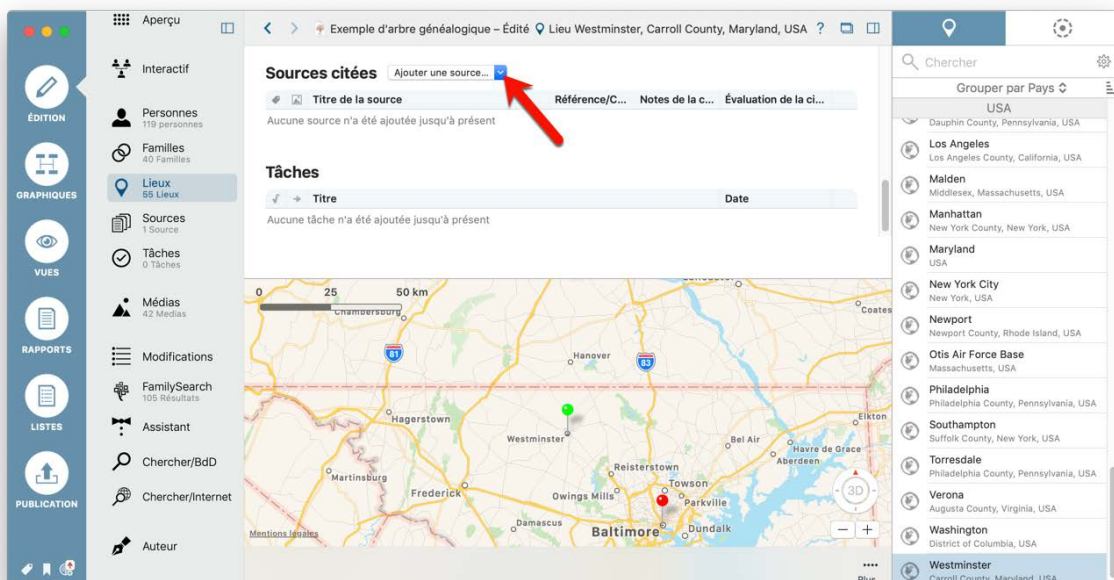 Exemple d'arbre généalogique – Édité Lieu Westminster, Carroll County, Maryland, USA ?
ÉDITION
GRAPHIQUES
VUES
RAPPORTS
LISTES
PUBLICATION
Aperçu
Interactif
Personnes
119 personnes
Familles
40 Familles
Lieux
55 Lieux
Sources
1 Source
Tâches
0 Tâches
Médias
42 Medias
Modifications
FamilySearch
105 Résultats
Assistant
Chercher/BdD
Chercher/Internet
Auteur
Sources citées Ajouter une source...
Titre de la source Référence/C... Notes de la c... Évaluation de la ci...
Aucune source n'a été ajoutée jusqu'à présent
Tâches
Titre Date
Aucune tâche n'a été ajoutée jusqu'à présent
0 25 50 km
Chambersburg
Coates
81
Hanover
83
Hagerstown
Westminster
Elkton
Bel Air
Havre de Grace
Aberdeen
Martinsburg
Reisterstown
Frederick
Owings Mills
Towson
Parkville
3D
Damascus
Baltimore
Dundalk
Mentions légales
Plus
Chercher
Grouper par Pays
USA
Dauphin County, Pennsylvania, USA
Los Angeles
Los Angeles County, California, USA
Malden
Middlesex, Massachusetts, USA
Manhattan
New York County, New York, USA
Maryland
USA
New York City
New York, USA
Newport
Newport County, Rhode Island, USA
Otis Air Force Base
Massachusetts, USA
Philadelphia
Philadelphia County, Pennsylvania, USA
Southampton
Suffolk County, New York, USA
Torresdale
Philadelphia County, Pennsylvania, USA
Verona
Augusta County, Virginia, USA
Washington
District of Columbia, USA
Westminster
Carroll County, Maryland, USA